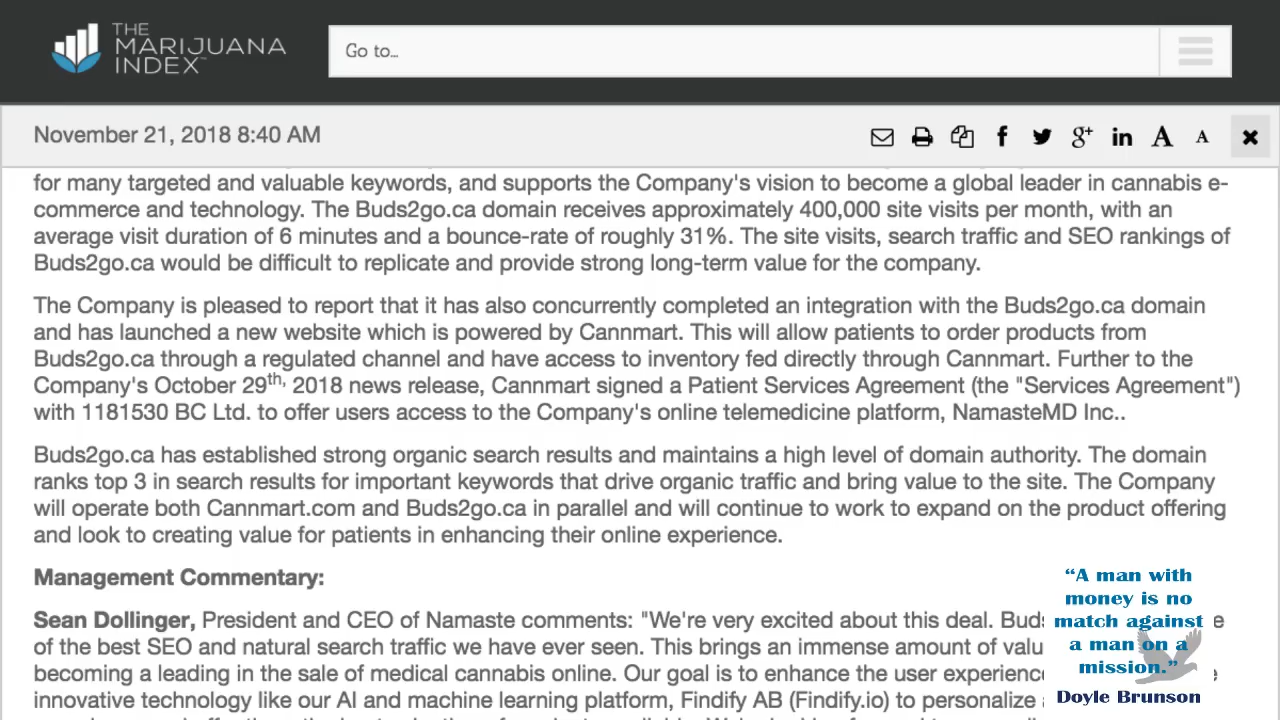 THE
MARIJUANA
INDEX™
Go to...
November 21, 2018 8:40 AM
f g+ in A A ×
for many targeted and valuable keywords, and supports the Company's vision to become a global leader in cannabis e-
commerce and technology. The Buds2go.ca domain receives approximately 400,000 site visits per month, with an
average visit duration of 6 minutes and a bounce-rate of roughly 31%. The site visits, search traffic and SEO rankings of
Buds2go.ca would be difficult to replicate and provide strong long-term value for the company.
The Company is pleased to report that it has also concurrently completed an integration with the Buds2go.ca domain
and has launched a new website which is powered by Cannmart. This will allow patients to order products from
Buds2go.ca through a regulated channel and have access to inventory fed directly through Cannmart. Further to the
Company's October 29th, 2018 news release, Cannmart signed a Patient Services Agreement (the "Services Agreement")
with 1181530 BC Ltd. to offer users access to the Company's online telemedicine platform, NamasteMD Inc..
Buds2go.ca has established strong organic search results and maintains a high level of domain authority. The domain
ranks top 3 in search results for important keywords that drive organic traffic and bring value to the site. The Company
will operate both Cannmart.com and Buds2go.ca in parallel and will continue to work to expand on the product offering
and look to creating value for patients in enhancing their online experience.
Management Commentary:
Sean Dollinger, President and CEO of Namaste comments: "We're very excited about this deal. Buds
of the best SEO and natural search traffic we have ever seen. This brings an immense amount of valu
becoming a leading in the sale of medical cannabis online. Our goal is to enhance the user experienc
innovative technology like our AI and machine learning platform, Findify AB (Findify.io) to personalize
“A man with
money is no
match against
a man on a
mission.”
Doyle Brunson